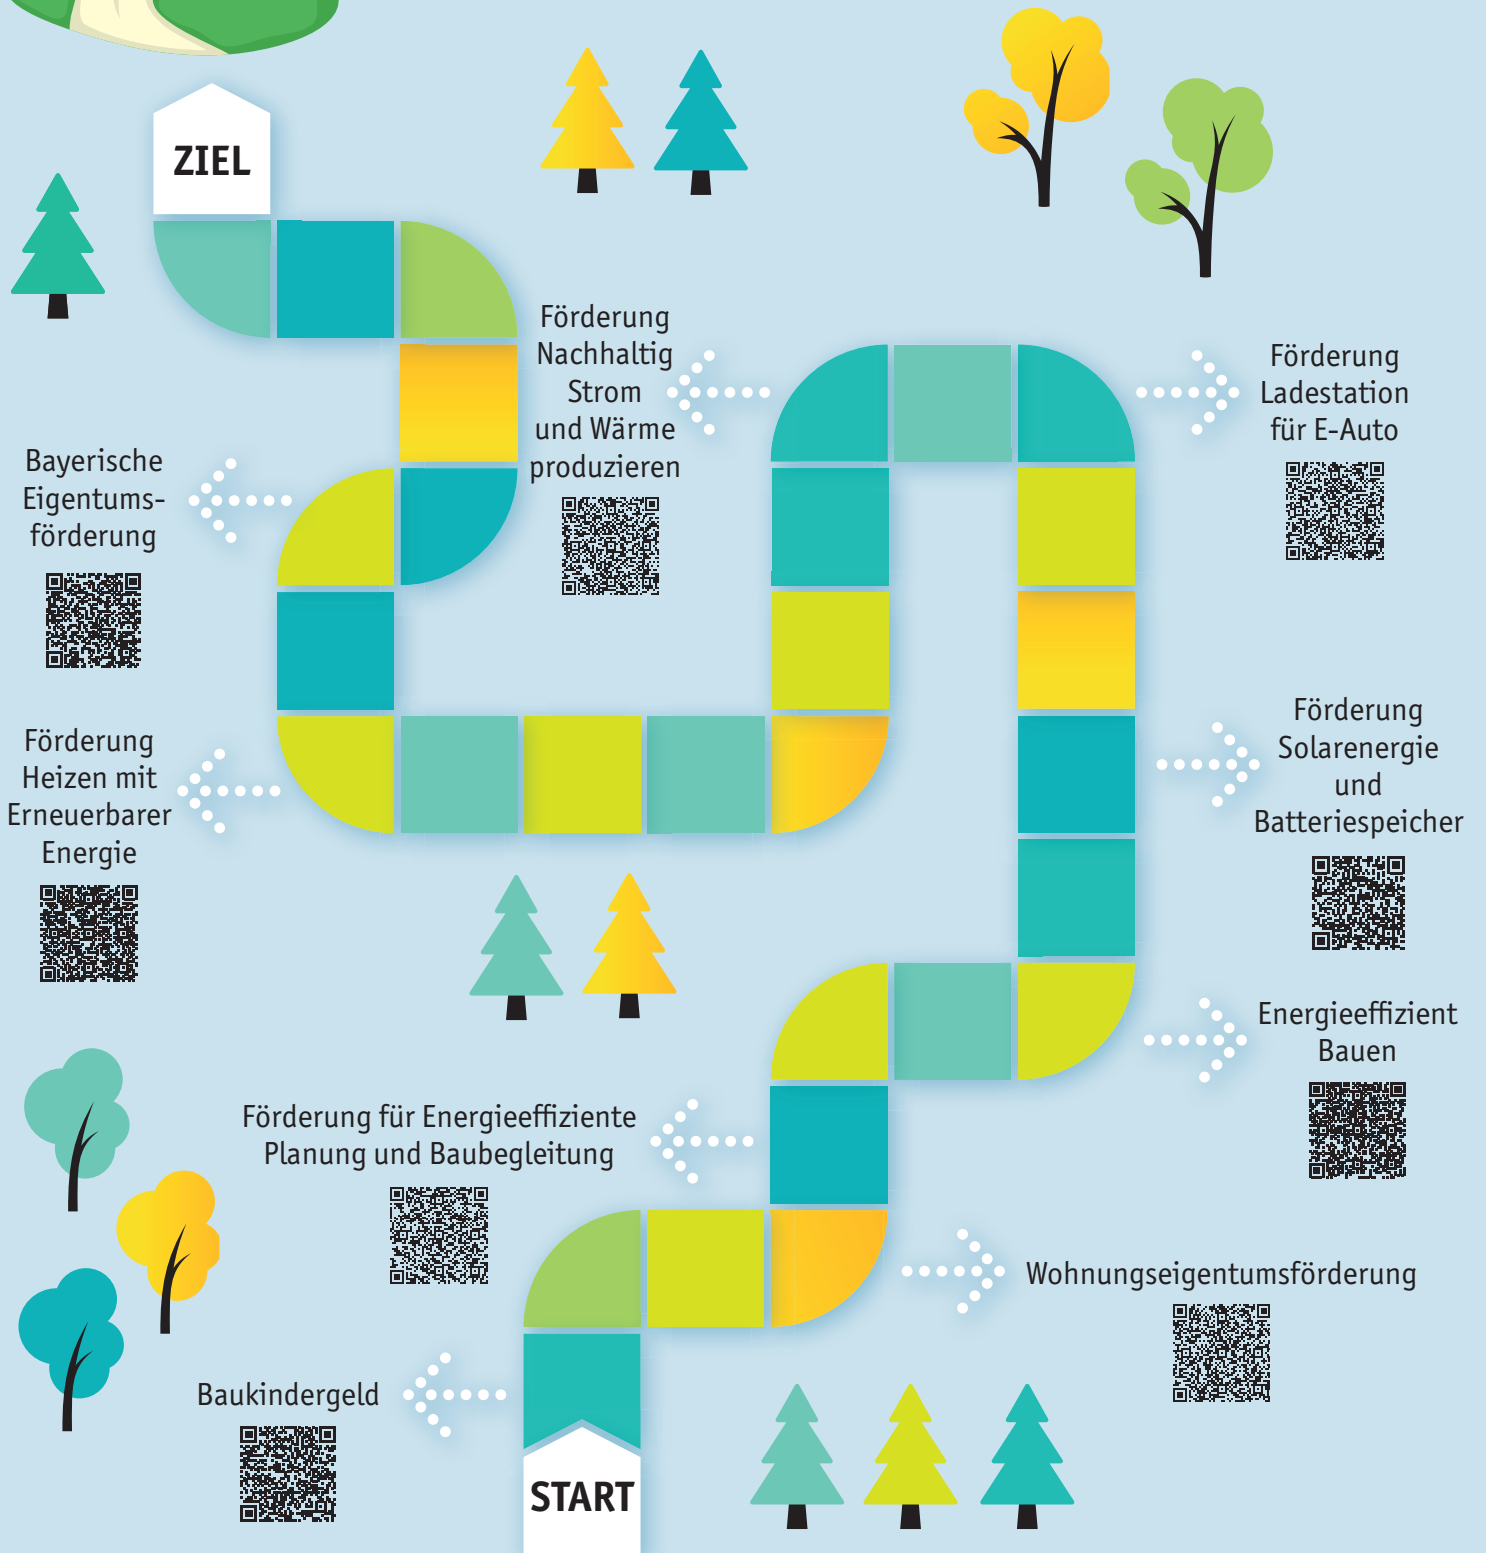 ZIEL
Förderung
Nachhaltig
Strom
und Wärme
produzieren
Förderung
Ladestation
für E-Auto
Bayerische
Eigentums-
förderung
Förderung
Heizen mit
Erneuerbarer
Energie
Förderung
Solarenergie
und
Batteriespeicher
Energieeffizient
Bauen
Förderung für Energieeffiziente
Planung und Baubegleitung
Wohnungseigentumsförderung
Baukindergeld
START